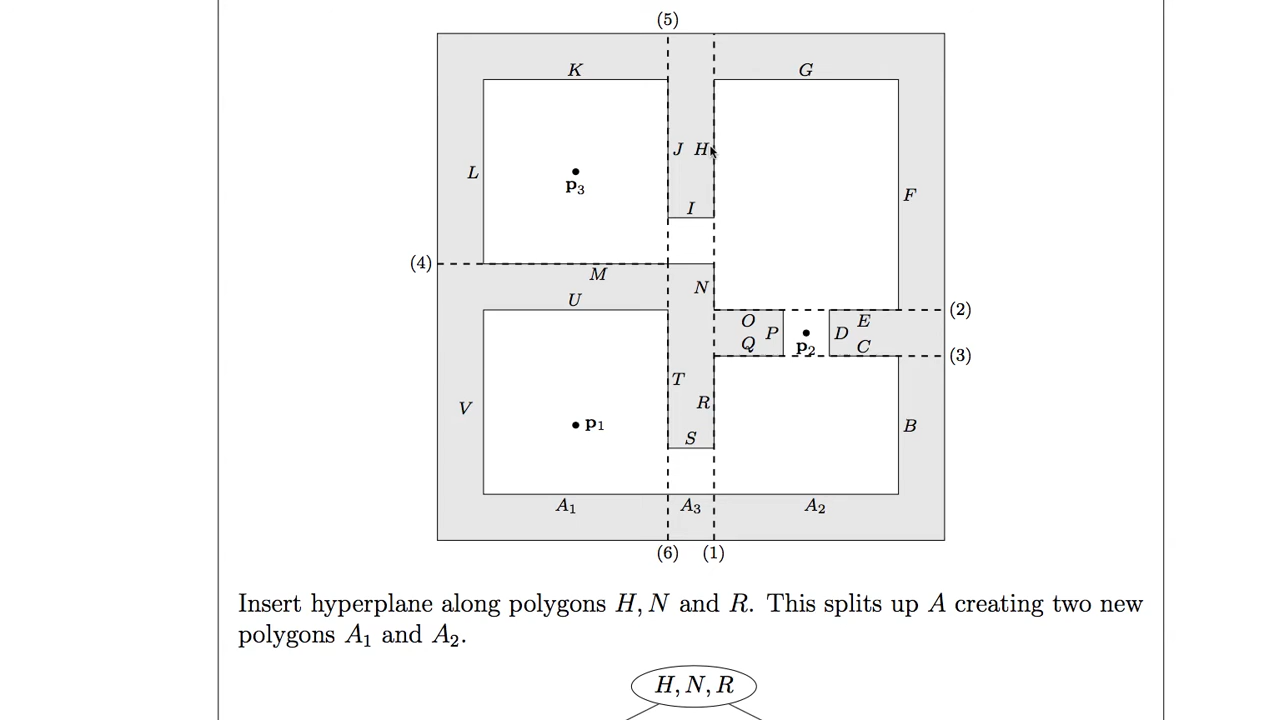 (5)
K G
J H
L p3
I F
(4) M
N
U O E (2)
P D
Q p2 C (3)
T
V R
p1 B
S
A1 A3 A2
(6) (1)
Insert hyperplane along polygons H, N and R. This splits up A creating two new
polygons A1 and A2.
H, N, R